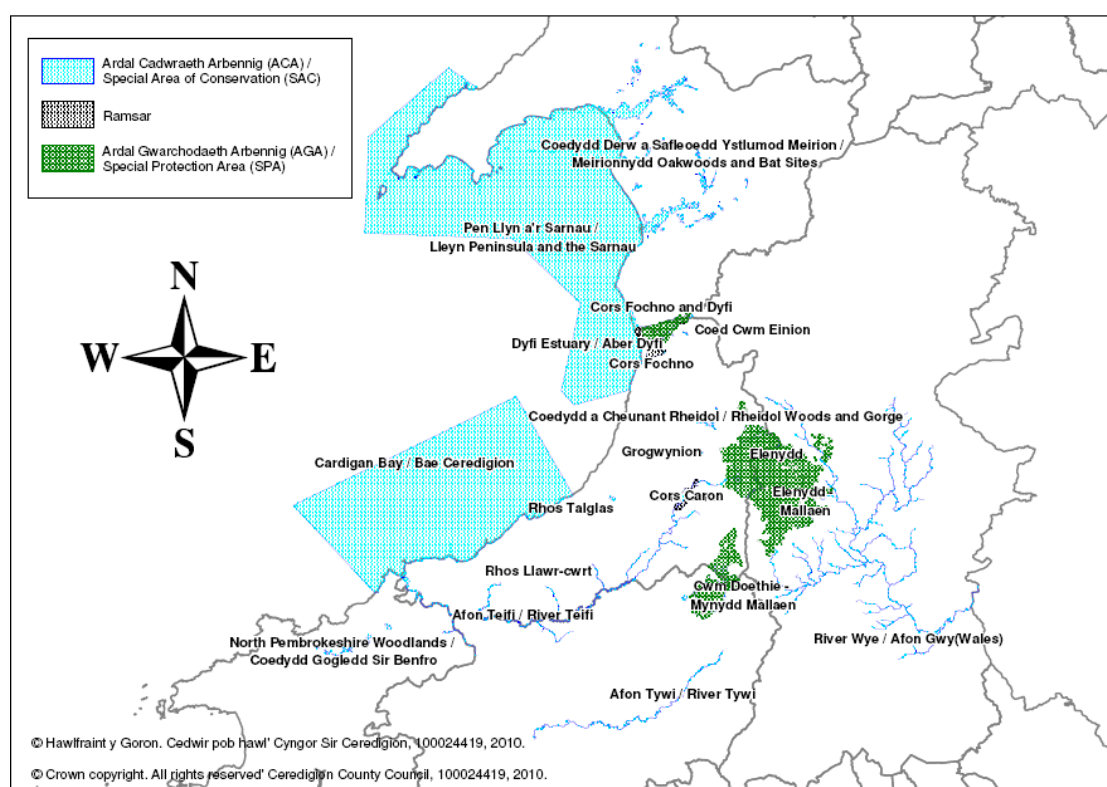 Ardal Cadwraeth Arbennig (ACA) /
Special Area of Conservation (SAC)
Ramsar
Ardal Gwarchodaeth Arbennig (AGA) /
Special Protection Area (SPA)
N
W
E
S
Coedydd Derw a Safleoedd Ystlumod Meirion /
Meirionnydd Oakwoods and Bat Sites
Pen Llyn a'r Sarnau /
Lleyn Peninsula and the Sarnau
Cors Fochno and Dyfi
Coed Cwm Einion
Dyfi Estuary / Aber Dyfi
Cors Fochno
Coedydd a Cheunant Rheidol / Rheidol Woods and Gorge
Grogwynion
Elenydd
Cardigan Bay / Bae Ceredigion
Cors Caron
Elenydd -
Mallaen
Rhos Talglas
Rhos Llawr-cwrt
Cwm Doethie -
Mynydd Mallaen
Afon Teifi / River Teifi
North Pembrokeshire Woodlands /
Coedydd Gogledd Sir Benfro
River Wye / Afon Gwy(Wales)
Afon Tywi / River Tywi
© Hawlfraint y Goron. Cedwir pob hawl' Cyngor Sir Ceredigion, 100024419, 2010.
© Crown copyright. All rights reserved' Ceredigion County Council, 100024419, 2010.